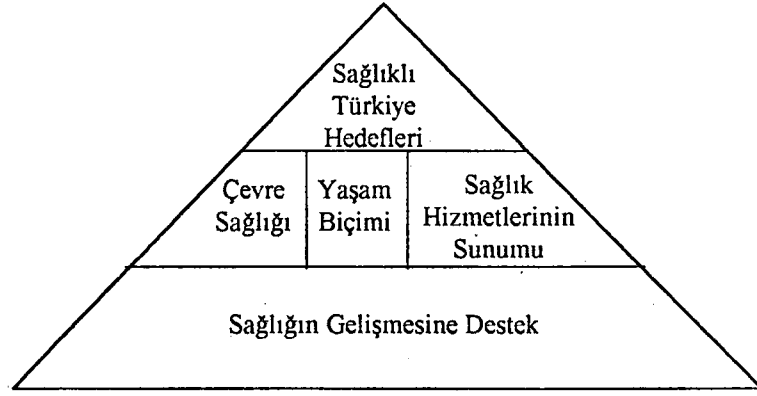 Sağlıklı
Türkiye
Hedefleri
Çevre
Sağlığı
Yaşam
Biçimi
Sağlık
Hizmetlerinin
Sunumu
Sağlığın Gelişmesine Destek